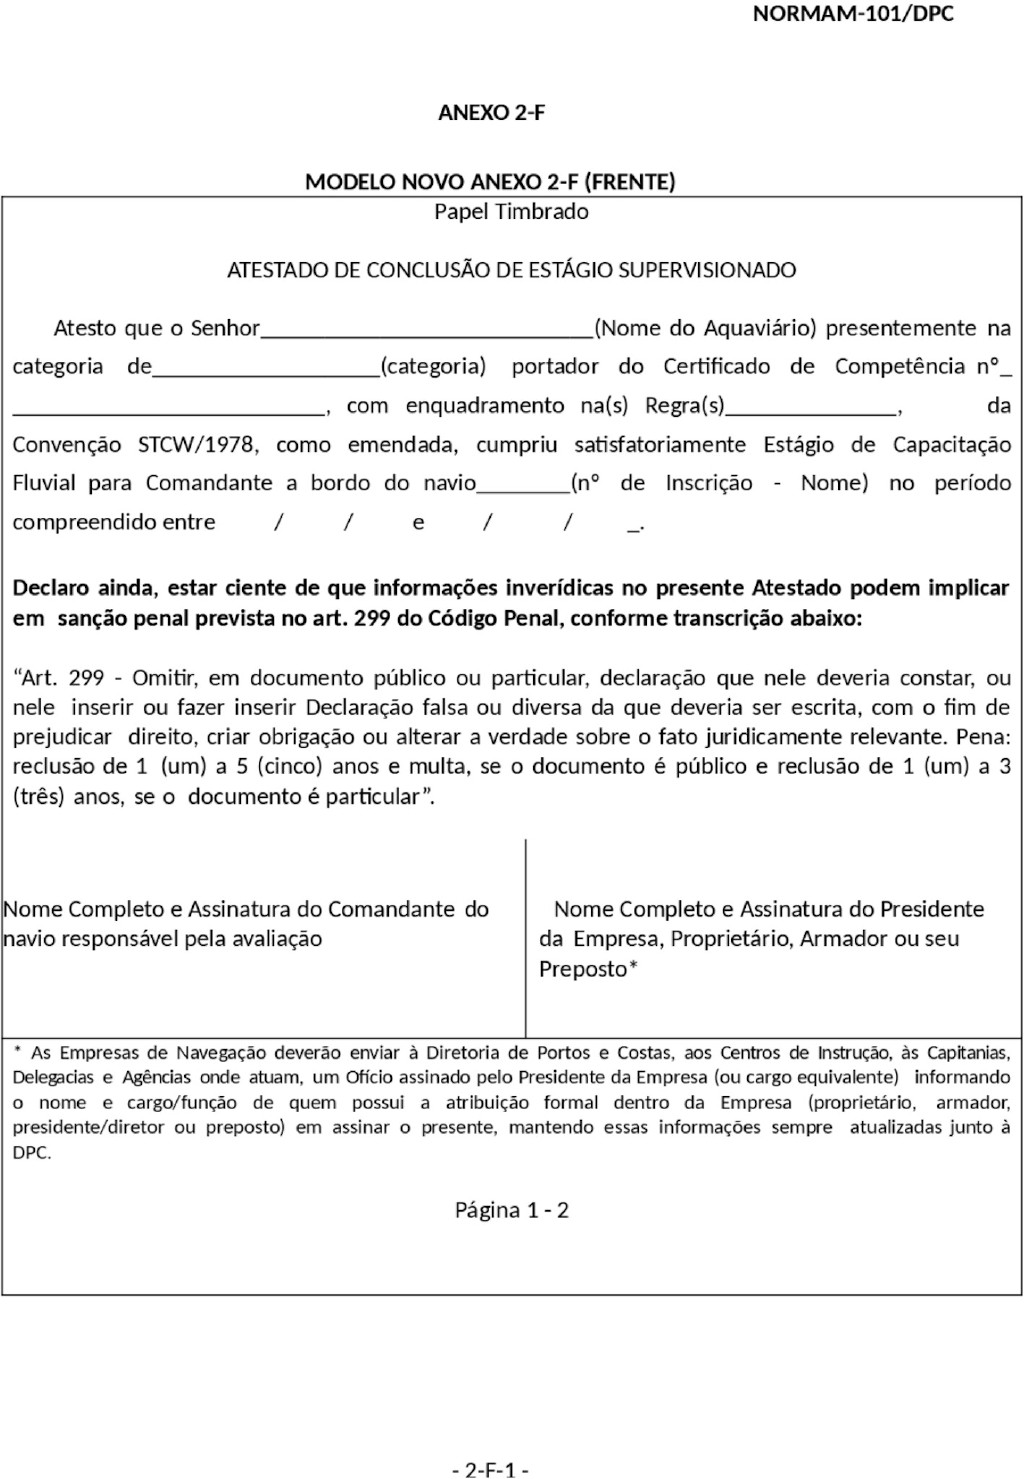 NORMAM-101/DPC
ANEXO 2-F
MODELO NOVO ANEXO 2-F (FRENTE)
Papel Timbrado
ATESTADO DE CONCLUSÃO DE ESTÁGIO SUPERVISIONADO
Atesto que o Senhor______________________________(Nome do Aquaviário) presentemente na
categoria de____________________(categoria) portador do Certificado de Competência nº_
____________________________, com enquadramento na(s) Regra(s)_______________, da
Convenção STCW/1978, como emendada, cumpriu satisfatoriamente Estágio de Capacitação
Fluvial para Comandante a bordo do navio________(nº de Inscrição - Nome) no período
compreendido entre / / e / / _.
Declaro ainda, estar ciente de que informações inverídicas no presente Atestado podem implicar
em sanção penal prevista no art. 299 do Código Penal, conforme transcrição abaixo:
“Art. 299 - Omitir, em documento público ou particular, declaração que nele deveria constar, ou
nele inserir ou fazer inserir Declaração falsa ou diversa da que deveria ser escrita, com o fim de
prejudicar direito, criar obrigação ou alterar a verdade sobre o fato juridicamente relevante. Pena:
reclusão de 1 (um) a 5 (cinco) anos e multa, se o documento é público e reclusão de 1 (um) a 3
(três) anos, se o documento é particular”.
Nome Completo e Assinatura do Comandante do
navio responsável pela avaliação
Nome Completo e Assinatura do Presidente
da Empresa, Proprietário, Armador ou seu
Preposto*
* As Empresas de Navegação deverão enviar à Diretoria de Portos e Costas, aos Centros de Instrução, às Capitanias,
Delegacias e Agências onde atuam, um Ofício assinado pelo Presidente da Empresa (ou cargo equivalente) informando
o nome e cargo/função de quem possui a atribuição formal dentro da Empresa (proprietário, armador,
presidente/diretor ou preposto) em assinar o presente, mantendo essas informações sempre atualizadas junto à
DPC.
Página 1 - 2
- 2-F-1 -